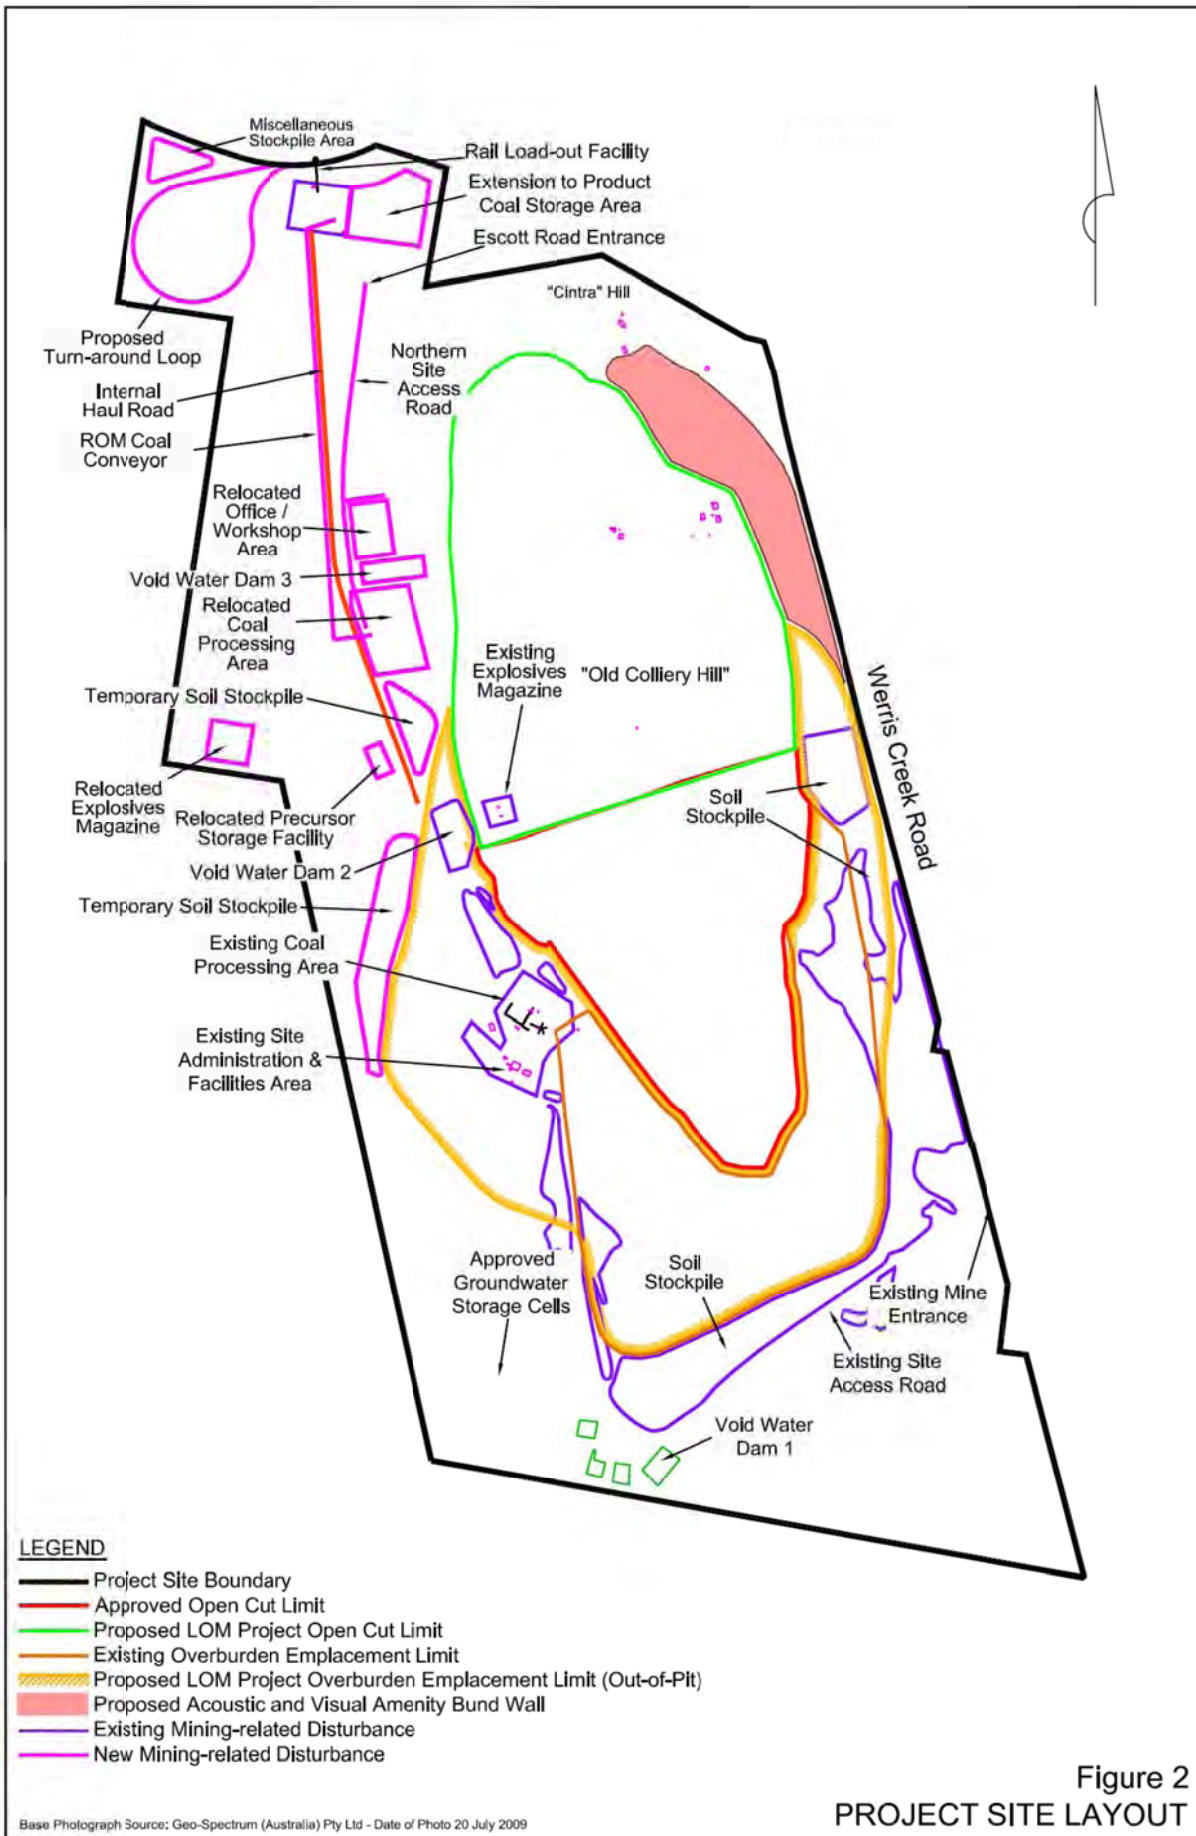 Miscellaneous
Stockpile Area
Rail Load-out Facility
Extension to Product
Coal Storage Area
Escott Road Entrance
"Cintra" Hill
Proposed
Turn-around Loop
Internal
Haul Road
ROM Coal
Conveyor
Northern
Site
Access
Road
Relocated
Office /
Workshop
Area
Void Water Dam 3
Relocated
Coal
Processing
Area
Existing
Explosives
Magazine
"Old Colliery Hill"
Temporary Soil Stockpile
Werris Creek Road
Relocated
Explosives
Magazine
Relocated Precursor
Storage Facility
Soil
Stockpile
Void Water Dam 2
Temporary Soil Stockpile
Existing Coal
Processing Area
Existing Site
Administration &
Facilities Area
Approved
Groundwater
Storage Cells
Soil
Stockpile
Existing Mine
Entrance
Existing Site
Access Road
Void Water
Dam 1
LEGEND
Project Site Boundary
Approved Open Cut Limit
Proposed LOM Project Open Cut Limit
Existing Overburden Emplacement Limit
Proposed LOM Project Overburden Emplacement Limit (Out-of-Pit)
Proposed Acoustic and Visual Amenity Bund Wall
Existing Mining-related Disturbance
New Mining-related Disturbance
Figure 2
PROJECT SITE LAYOUT
Base Photograph Source: Geo-Spectrum (Australia) Pty Ltd - Date of Photo 20 July 2009